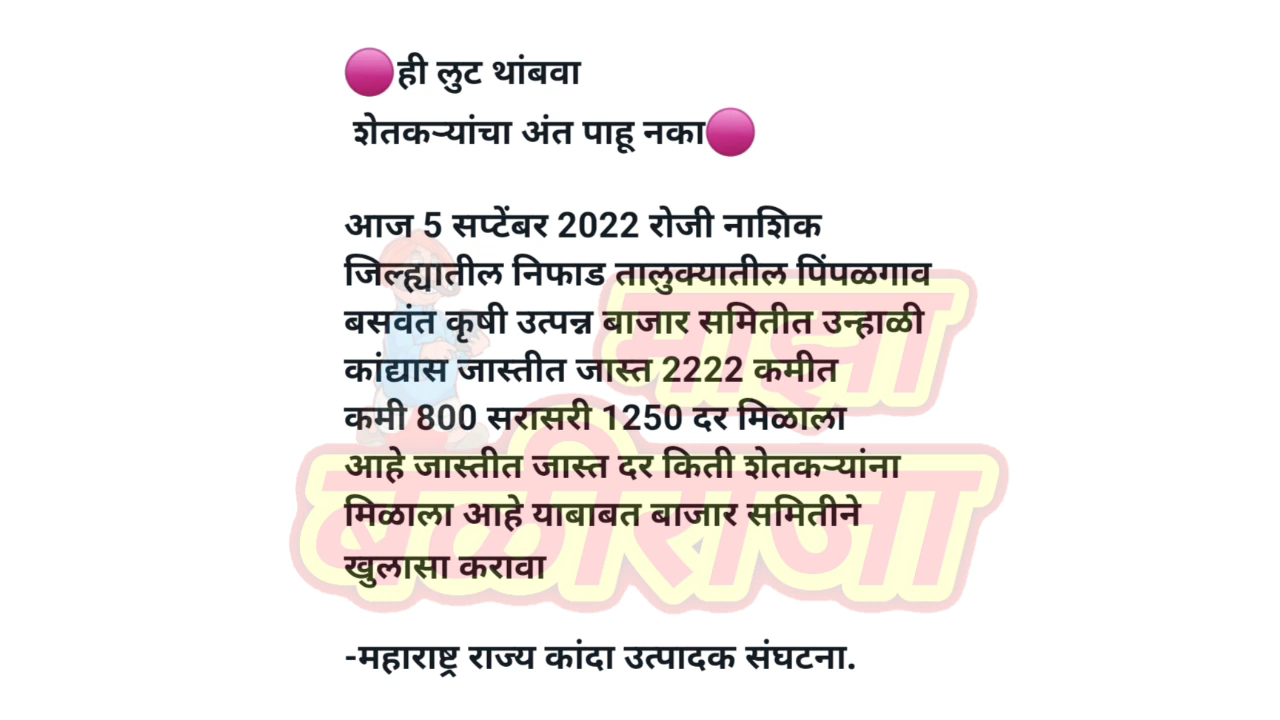 ही लुट थांबवा
शेतकऱ्यांचा अंत पाहू नका
आज 5 सप्टेंबर 2022 रोजी नाशिक
जिल्ह्यातील निफाड तालुक्यातील पिंपळगाव
बसवंत कृषी उत्पन्न बाजार समितीत उन्हाळी
कांद्यास जास्तीत जास्त 2222 कमीत
कमी 800 सरासरी 1250 दर मिळाला
आहे जास्तीत जास्त दर किती शेतकऱ्यांना
मिळाला आहे याबाबत बाजार समितीने
खुलासा करावा
-महाराष्ट्र राज्य कांदा उत्पादक संघटना.
माझा
बळीराजा